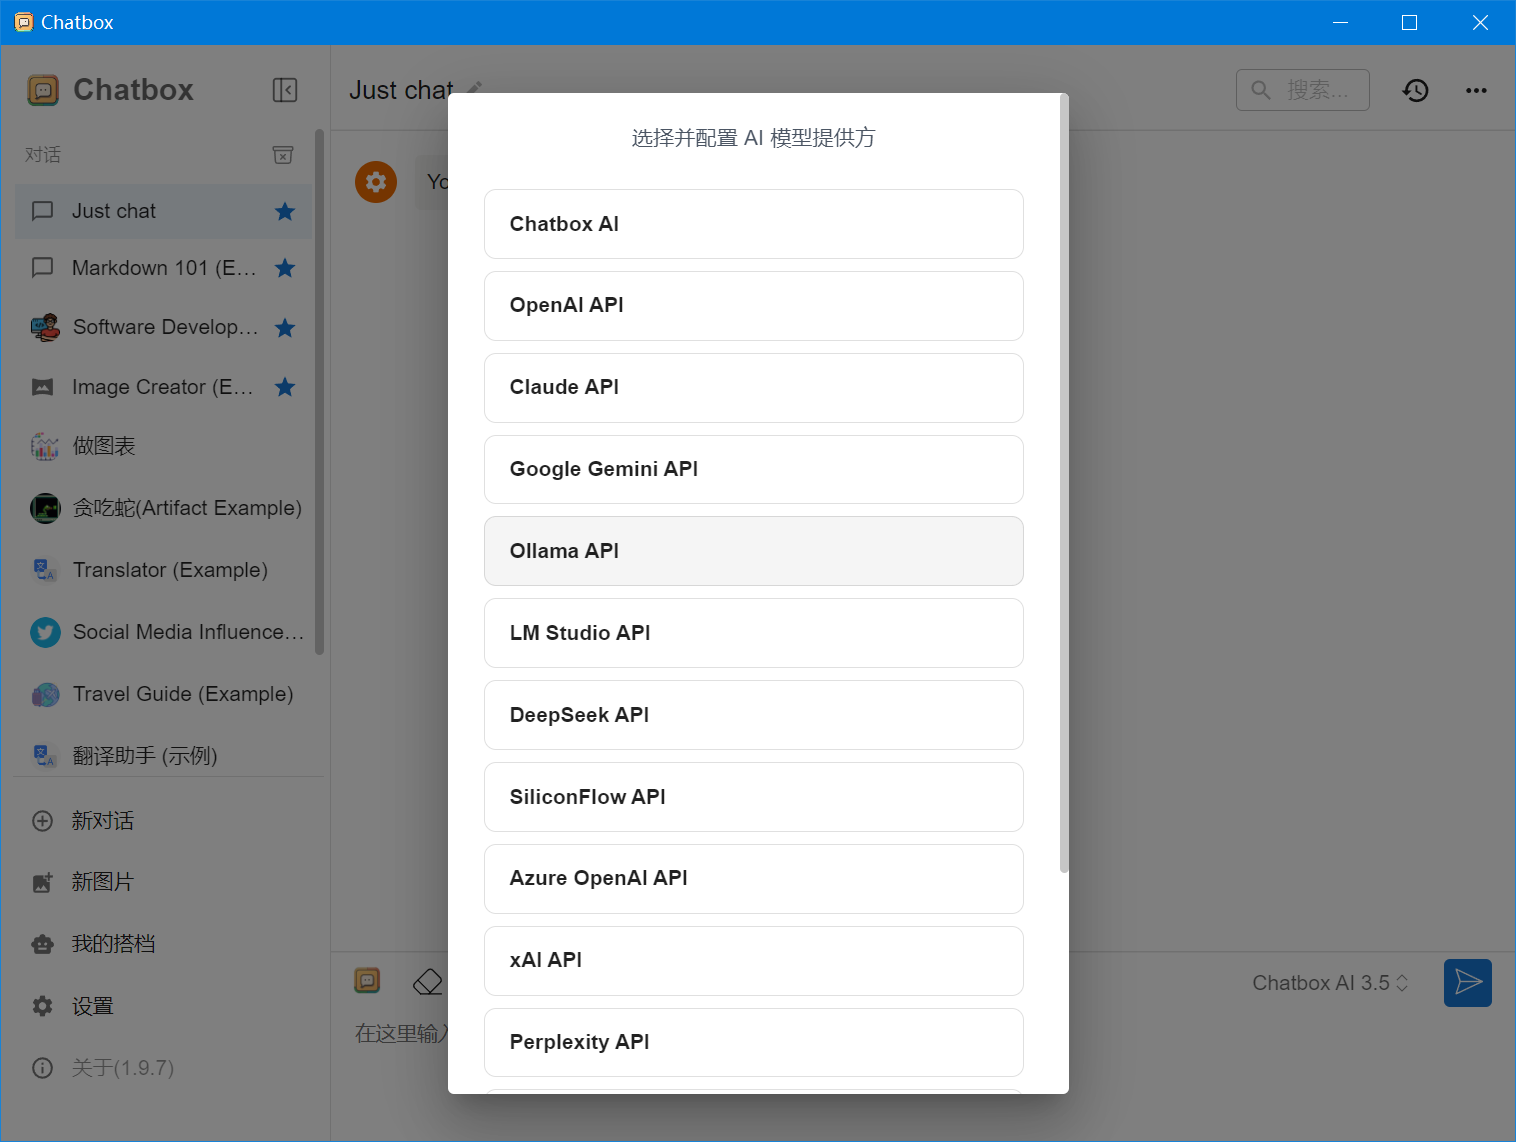 Chatbox
Chatbox
对话
Just chat
Markdown 101 (E...
Software Develop...
Image Creator (E...
做图表
贪吃蛇(Artifact Example)
Translator (Example)
Social Media Influence...
Travel Guide (Example)
翻译助手 (示例)
新对话
新图片
我的搭档
设置
关于(1.9.7)
Just chat
搜索...
Yo
选择并配置 AI 模型提供方
Chatbox AI
OpenAI API
Claude API
Google Gemini API
Ollama API
LM Studio API
DeepSeek API
SiliconFlow API
Azure OpenAI API
xAI API
Perplexity API
Chatbox AI 3.5
在这里输入